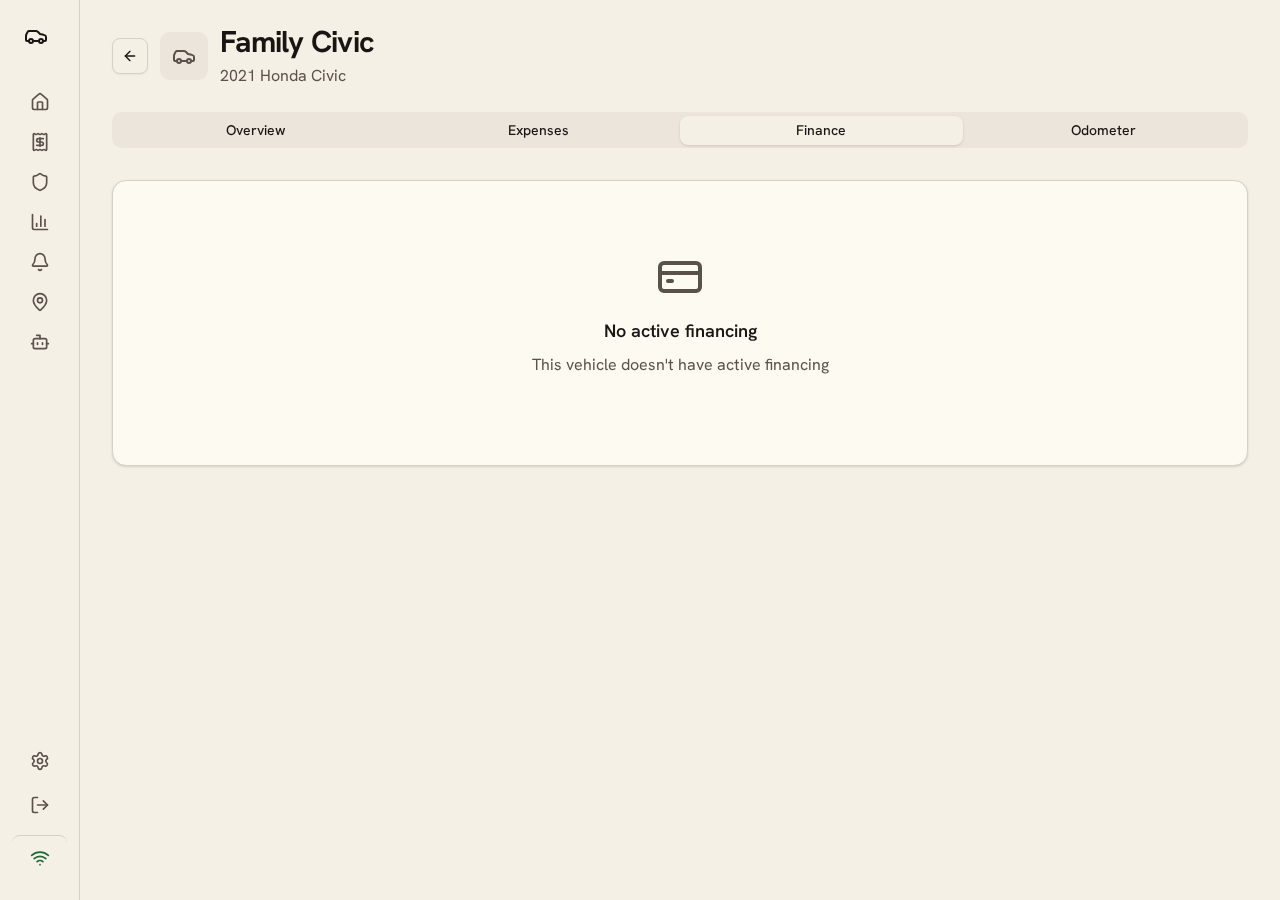 Family Civic
2021 Honda Civic
Overview
Expenses
Finance
Odometer
No active financing
This vehicle doesn't have active financing